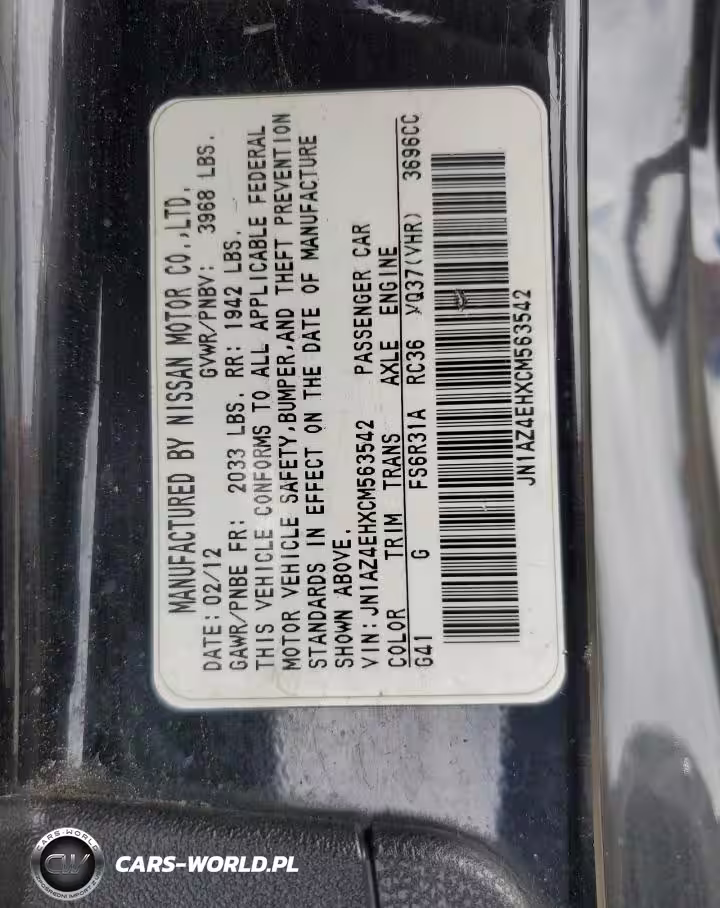 MANUFACTURED BY NISSAN MOTOR CO.,LTD.
DATE: 02/12 GVWR/PNBV: 3968 LBS.
GAWR/PNBE FR: 2033 LBS. RR: 1942 LBS.
THIS VEHICLE CONFORMS TO ALL APPLICABLE FEDERAL
MOTOR VEHICLE SAFETY,BUMPER,AND THEFT PREVENTION
STANDARDS IN EFFECT ON THE DATE OF MANUFACTURE
SHOWN ABOVE.
VIN: JN1AZ4EHXCM563542 PASSENGER CAR
COLOR TRIM TRANS AXLE ENGINE
G41 G FS6R31A RC36 VQ37(VHR) 3696CC
JN1AZ4EHXCM563542
CARS-WORLD
CW
CARS-WORLD.PL